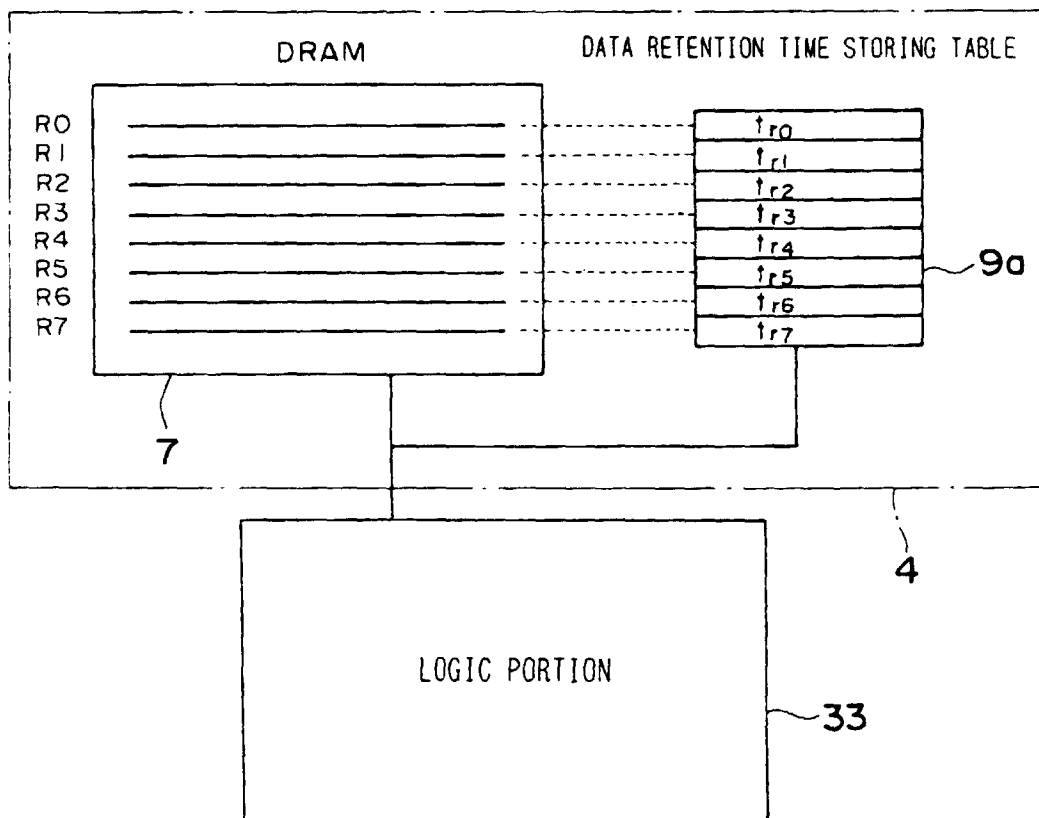 DRAM
DATA RETENTION TIME STORING TABLE
R0
R1
R2
R3
R4
R5
R6
R7
tr0
tr1
tr2
tr3
tr4
tr5
tr6
tr7
9a
7
4
LOGIC PORTION
33